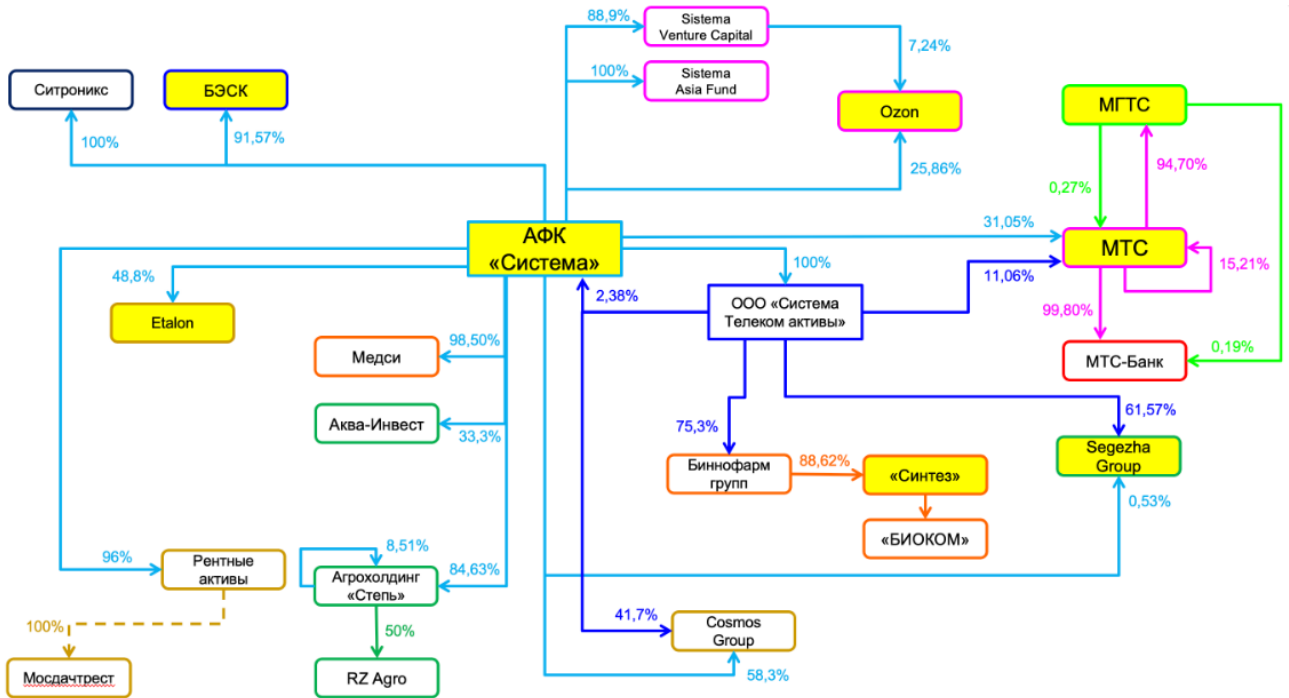 88,9%
Sistema
Venture Capital
7,24%
Ситроникс
БЭСК
100%
Sistema
Asia Fund
Ozon
МГТС
100%
91,57%
25,86%
94,70%
0,27%
АФК
«Система»
31,05%
МТС
48,8%
100%
15,21%
2,38%
ООО «Система
Телеком активы»
11,06%
99,80%
Etalon
98,50%
Медси
МТС-Банк
0,19%
Аква-Инвест
33,3%
75,3%
61,57%
Биннофарм
групп
88,62%
«Синтез»
Segezha
Group
0,53%
«БИОКОМ»
96%
Рентные
активы
8,51%
Агрохолдинг
«Степь»
84,63%
100%
50%
41,7%
Cosmos
Group
Мосдачтрест
RZ Agro
58,3%